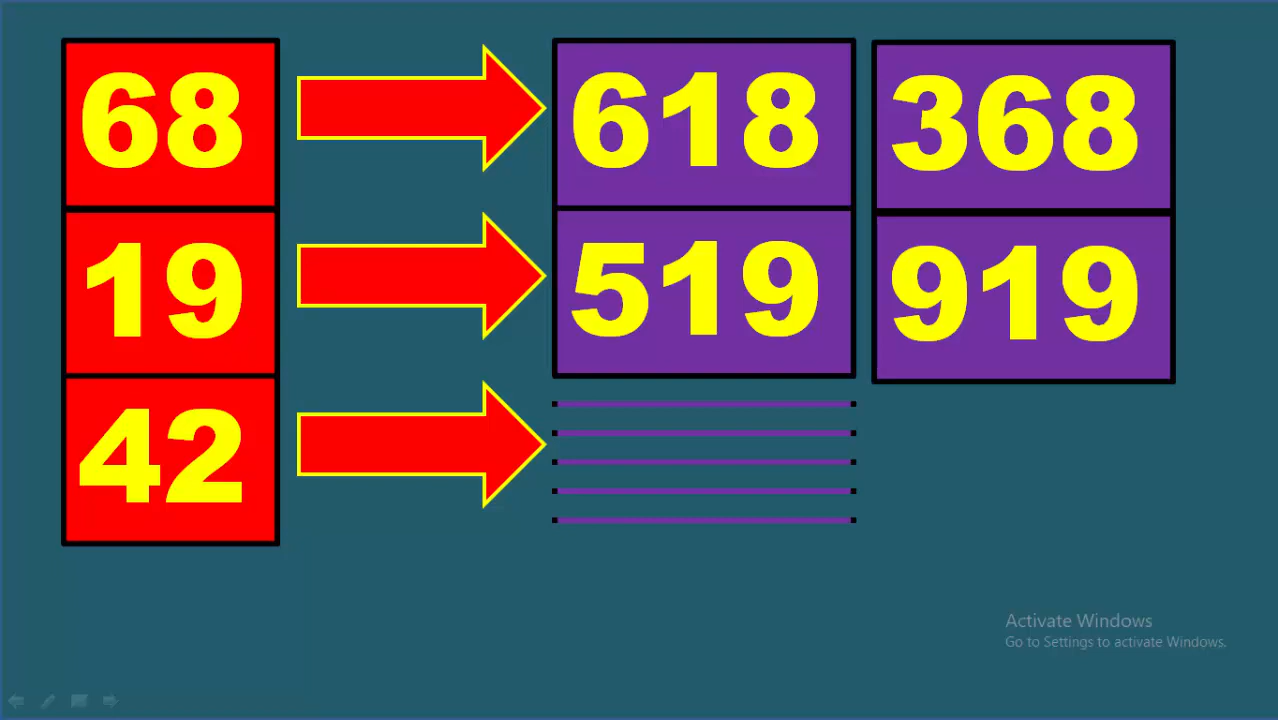 68 618 368
19 519 919
42
Activate Windows
Go to Settings to activate Windows.